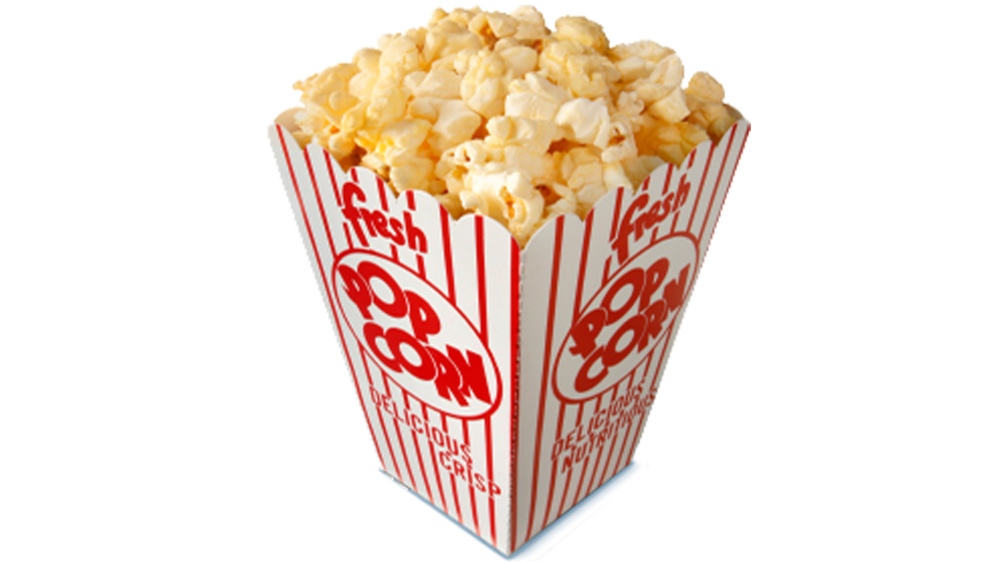 fresh
POP
CORN
DELICIOUS
CRISP
fresh
POP
CORN
DELICIOUS
NUTRITIOUS